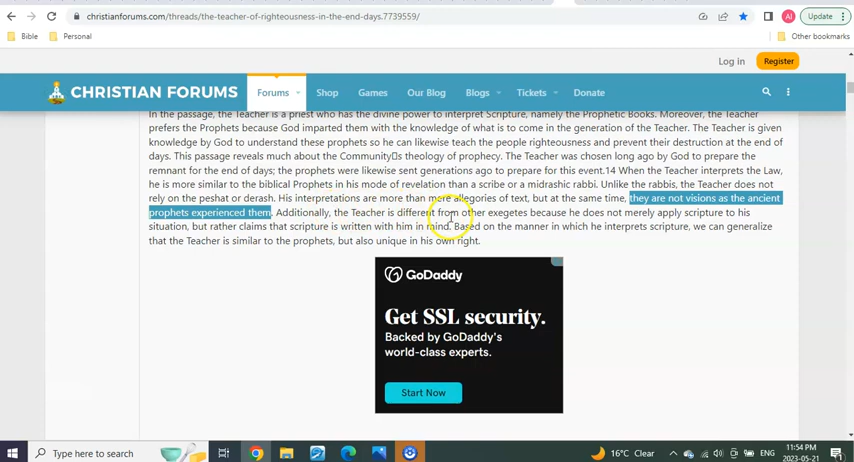 christianforums.com/threads/the-teacher-of-righteousness-in-the-end-days.7739559/
AI
Update
Bible
Personal
Other bookmarks
Log in
Register
CHRISTIAN FORUMS
Forums
Shop
Games
Our Blog
Blogs
Tickets
Donate
In the passage, the Teacher is a priest who has the divine power to interpret Scripture, namely the Prophetic Books. Moreover, the Teacher
prefers the Prophets because God imparted them with the knowledge of what is to come in the generation of the Teacher. The Teacher is given
knowledge by God to understand these prophets so he can likewise teach the people righteousness and prevent their destruction at the end of
days. This passage reveals much about the Community□s theology of prophecy. The Teacher was chosen long ago by God to prepare the
remnant for the end of days; the prophets were likewise sent generations ago to prepare for this event.14 When the Teacher interprets the Law,
he is more similar to the biblical Prophets in his mode of revelation than a scribe or a midrashic rabbi. Unlike the rabbis, the Teacher does not
rely on the peshat or derash. His interpretations are more than mere allegories of text, but at the same time, they are not visions as the ancient
prophets experienced them. Additionally, the Teacher is different from other exegetes because he does not merely apply scripture to his
situation, but rather claims that scripture is written with him in mind. Based on the manner in which he interprets scripture, we can generalize
that the Teacher is similar to the prophets, but also unique in his own right.
GoDaddy
Get SSL security.
Backed by GoDaddy's
world-class experts.
Start Now
Type here to search
16°C Clear
ENG
11:54 PM
2023-05-21